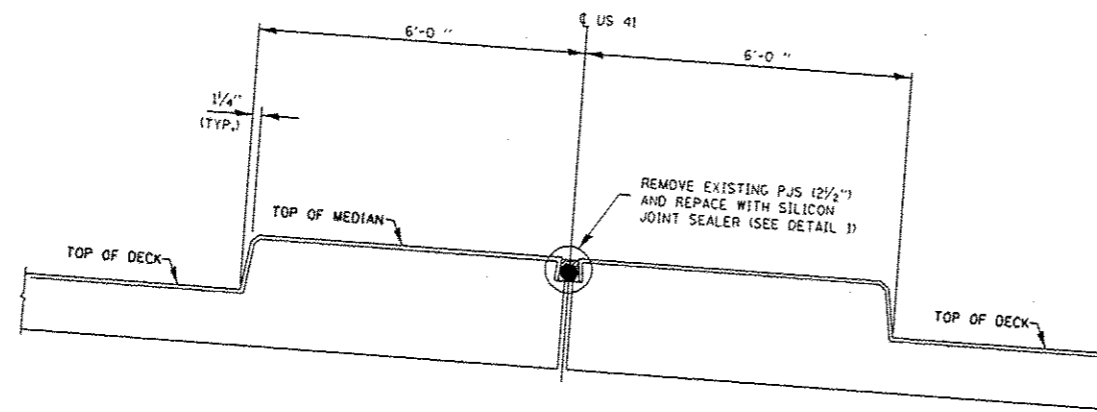 ℄ US 41
6'-0 "
6'-0 "
1¼"
(TYP.)
REMOVE EXISTING PJS (2½")
AND REPACE WITH SILICON
JOINT SEALER (SEE DETAIL 1)
TOP OF MEDIAN
TOP OF DECK
TOP OF DECK